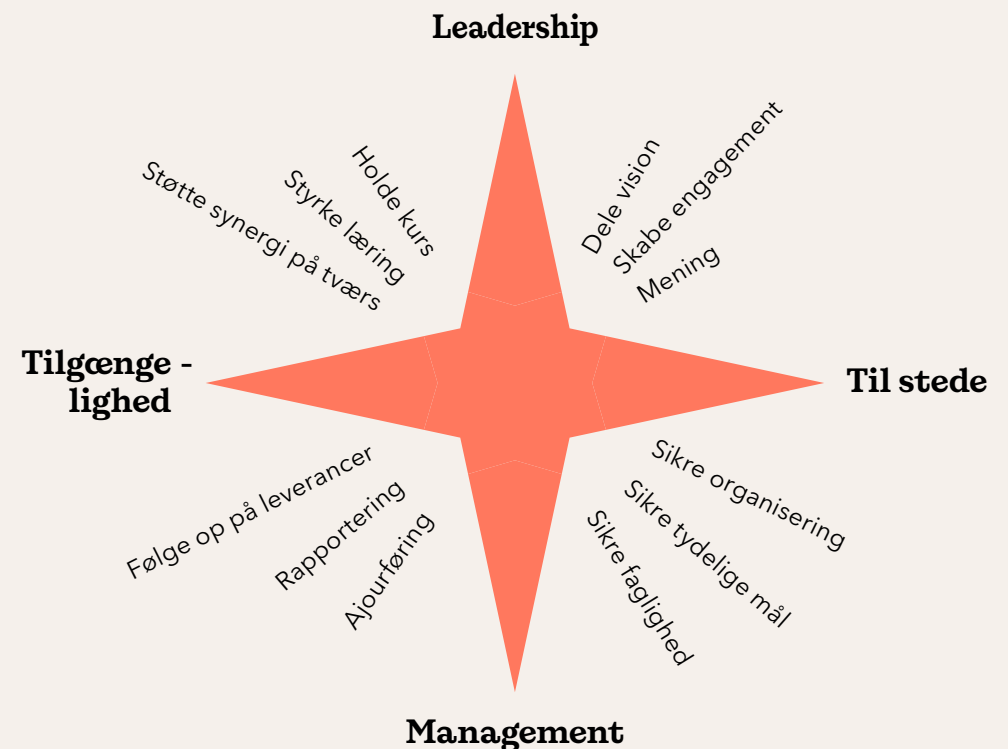 Leadership
Holde kurs
Styrke læring
Støtte synergi på tværs
Dele vision
Skabe engagement
Mening
Tilgænge -
lighed
Til stede
Følge op på leverancer
Rapportering
Ajourføring
Sikre organisering
Sikre tydelige mål
Sikre faglighed
Management